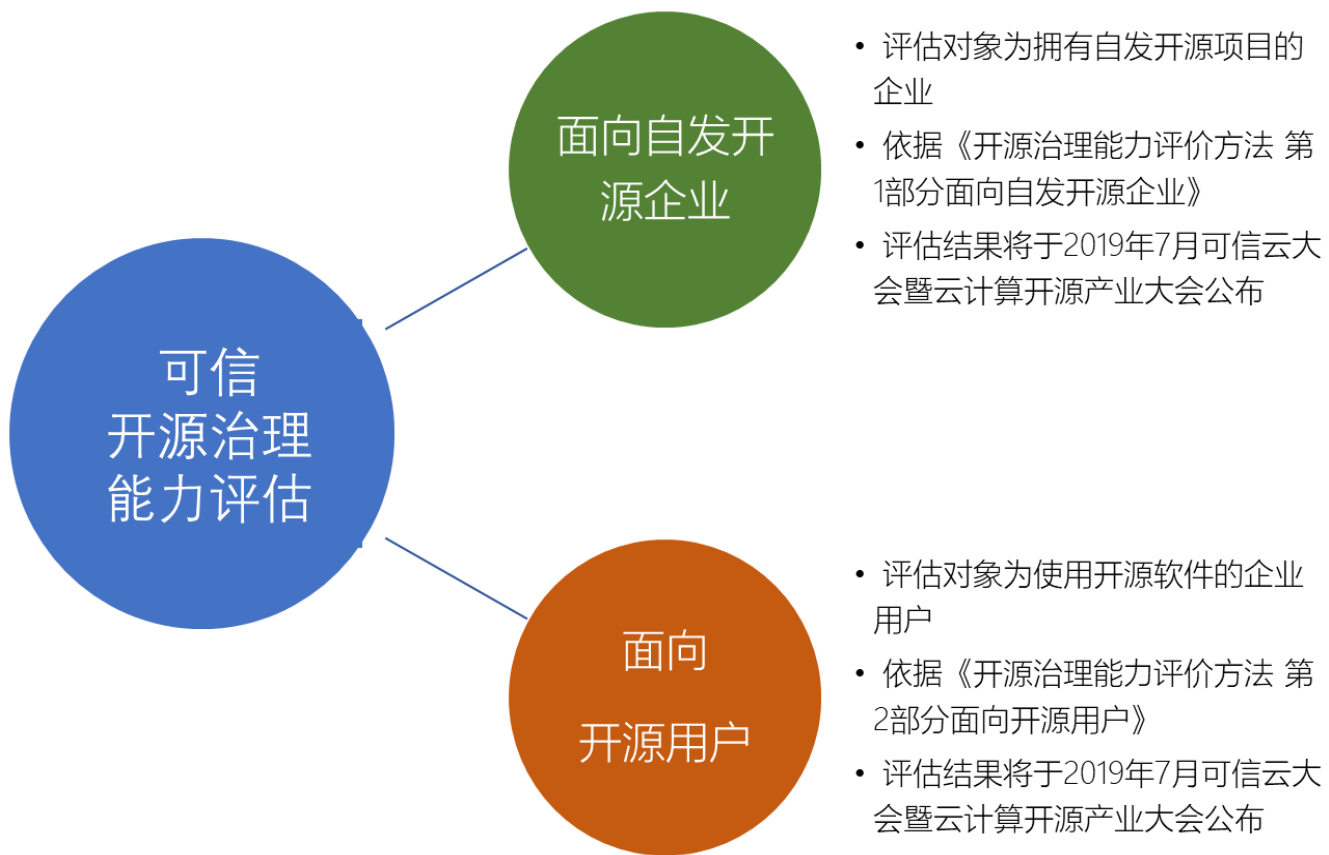 可信
开源治理
能力评估
面向自发开
源企业
• 评估对象为拥有自发开源项目的
企业
• 依据《开源治理能力评价方法 第
1部分面向自发开源企业》
• 评估结果将于2019年7月可信云大
会暨云计算开源产业大会公布
面向
开源用户
• 评估对象为使用开源软件的企业
用户
• 依据《开源治理能力评价方法 第
2部分面向开源用户》
• 评估结果将于2019年7月可信云大
会暨云计算开源产业大会公布